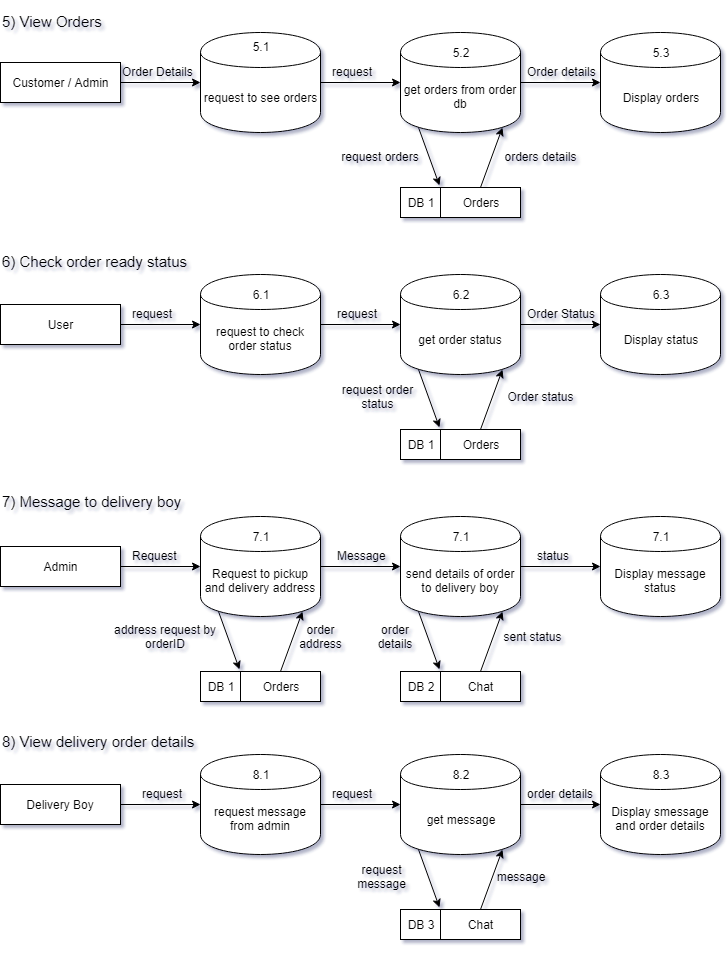 5) View Orders
5.1
5.2
5.3
Customer / Admin
Order Details
request to see orders
request
get orders from order
db
Order details
Display orders
request orders
orders details
DB 1
Orders
6) Check order ready status
6.1
6.2
6.3
User
request
request to check
order status
request
get order status
Order Status
Display status
request order
status
Order status
DB 1
Orders
7) Message to delivery boy
7.1
7.1
7.1
Admin
Request
Request to pickup
and delivery address
Message
send details of order
to delivery boy
status
Display message
status
address request by
orderID
order
address
order
details
sent status
DB 1
Orders
DB 2
Chat
8) View delivery order details
8.1
8.2
8.3
Delivery Boy
request
request message
from admin
request
get message
order details
Display smessage
and order details
request
message
message
DB 3
Chat